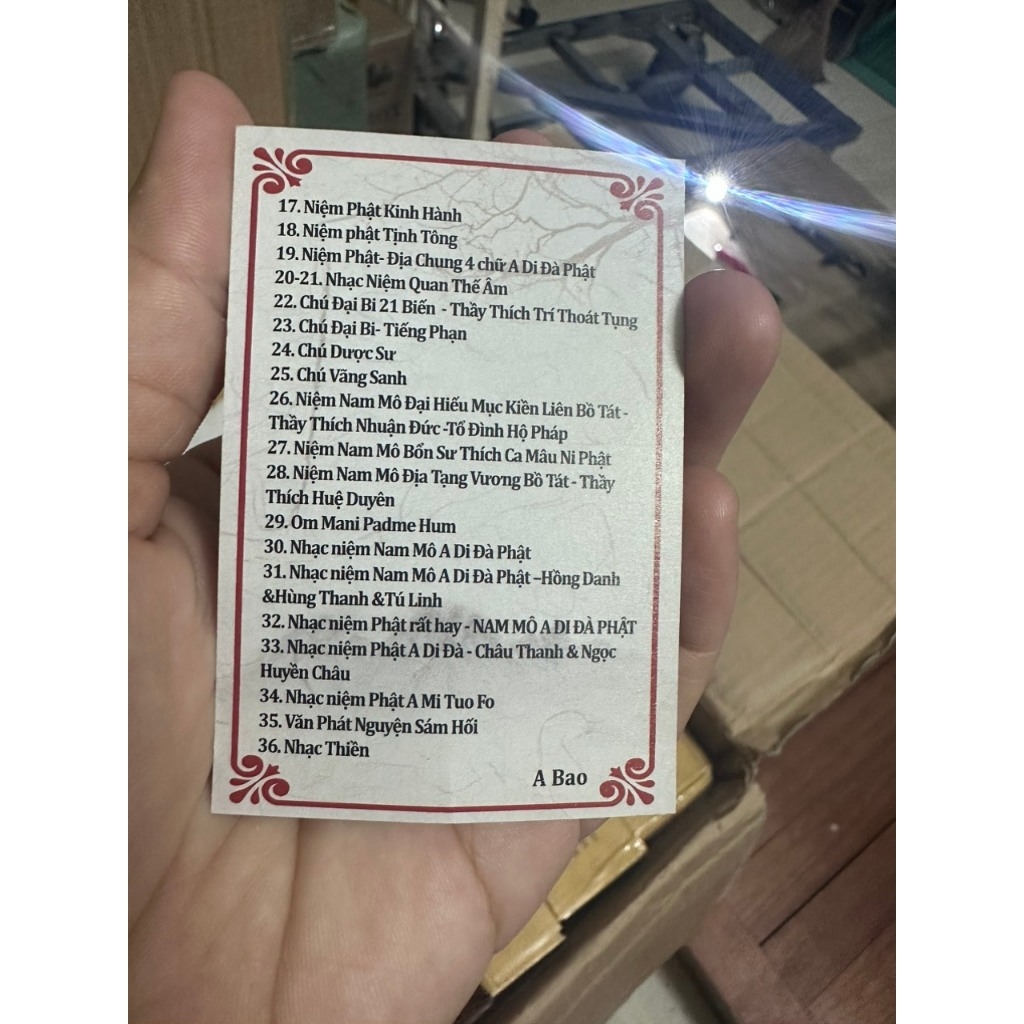 17. Niệm Phật Kinh Hành
18. Niệm phật Tịnh Tông
19. Niệm Phật- Địa Chung 4 chữ A Di Đà Phật
20-21. Nhạc Niệm Quan Thế Âm
22. Chú Đại Bi 21 Biến - Thầy Thích Trí Thoát Tụng
23. Chú Đại Bi- Tiếng Phạn
24. Chú Dược Sư
25. Chú Vãng Sanh
26. Niệm Nam Mô Đại Hiếu Mục Kiền Liên Bồ Tát -
Thầy Thích Nhuận Đức -Tổ Đình Hộ Pháp
27. Niệm Nam Mô Bổn Sư Thích Ca Mâu Ni Phật
28. Niệm Nam Mô Địa Tạng Vương Bồ Tát - Thầy
Thích Huệ Duyên
29. Om Mani Padme Hum
30. Nhạc niệm Nam Mô A Di Đà Phật
31. Nhạc niệm Nam Mô A Di Đà Phật –Hồng Danh
&Hùng Thanh &Tú Linh
32. Nhạc niệm Phật rất hay - NAM MÔ A DI ĐÀ PHẬT
33. Nhạc niệm Phật A Di Đà - Châu Thanh & Ngọc
Huyền Châu
34. Nhạc niệm Phật A Mi Tuo Fo
35. Văn Phát Nguyện Sám Hối
36. Nhạc Thiền
A Bao